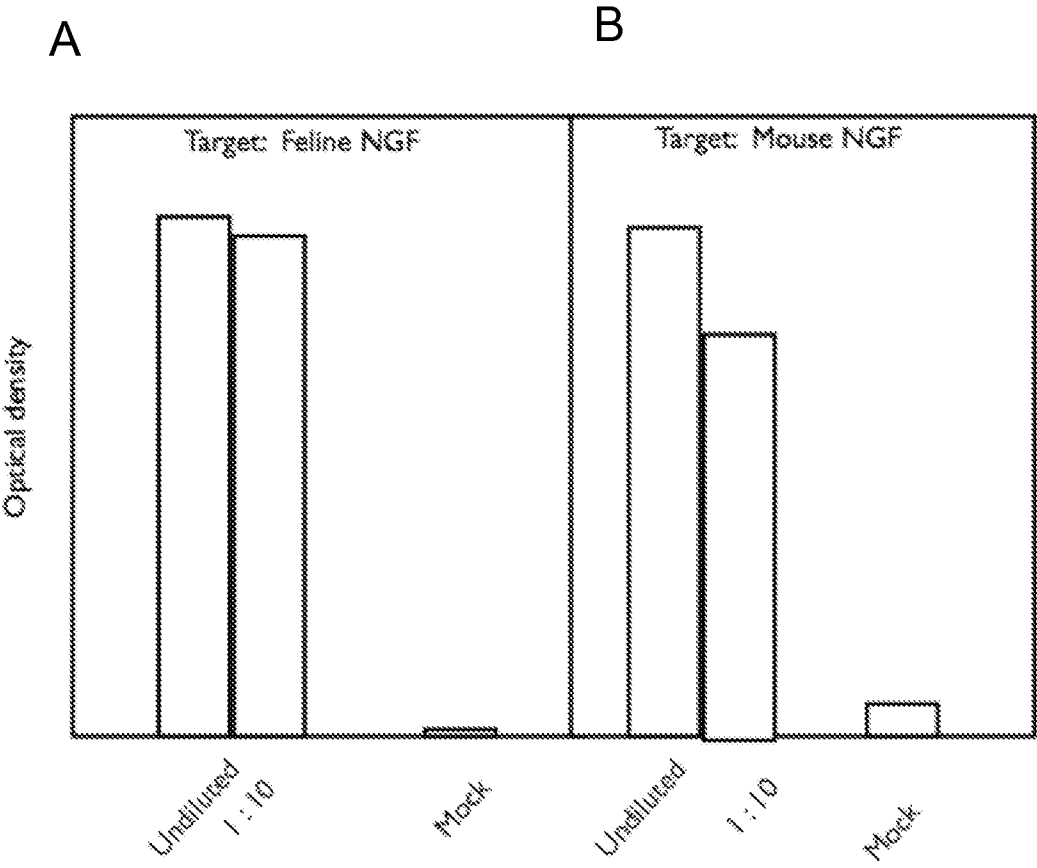 A
B
Target: Feline NGF
Target: Mouse NGF
Optical density
Undiluted
1 : 10
Mock
Undiluted
1 : 10
Mock